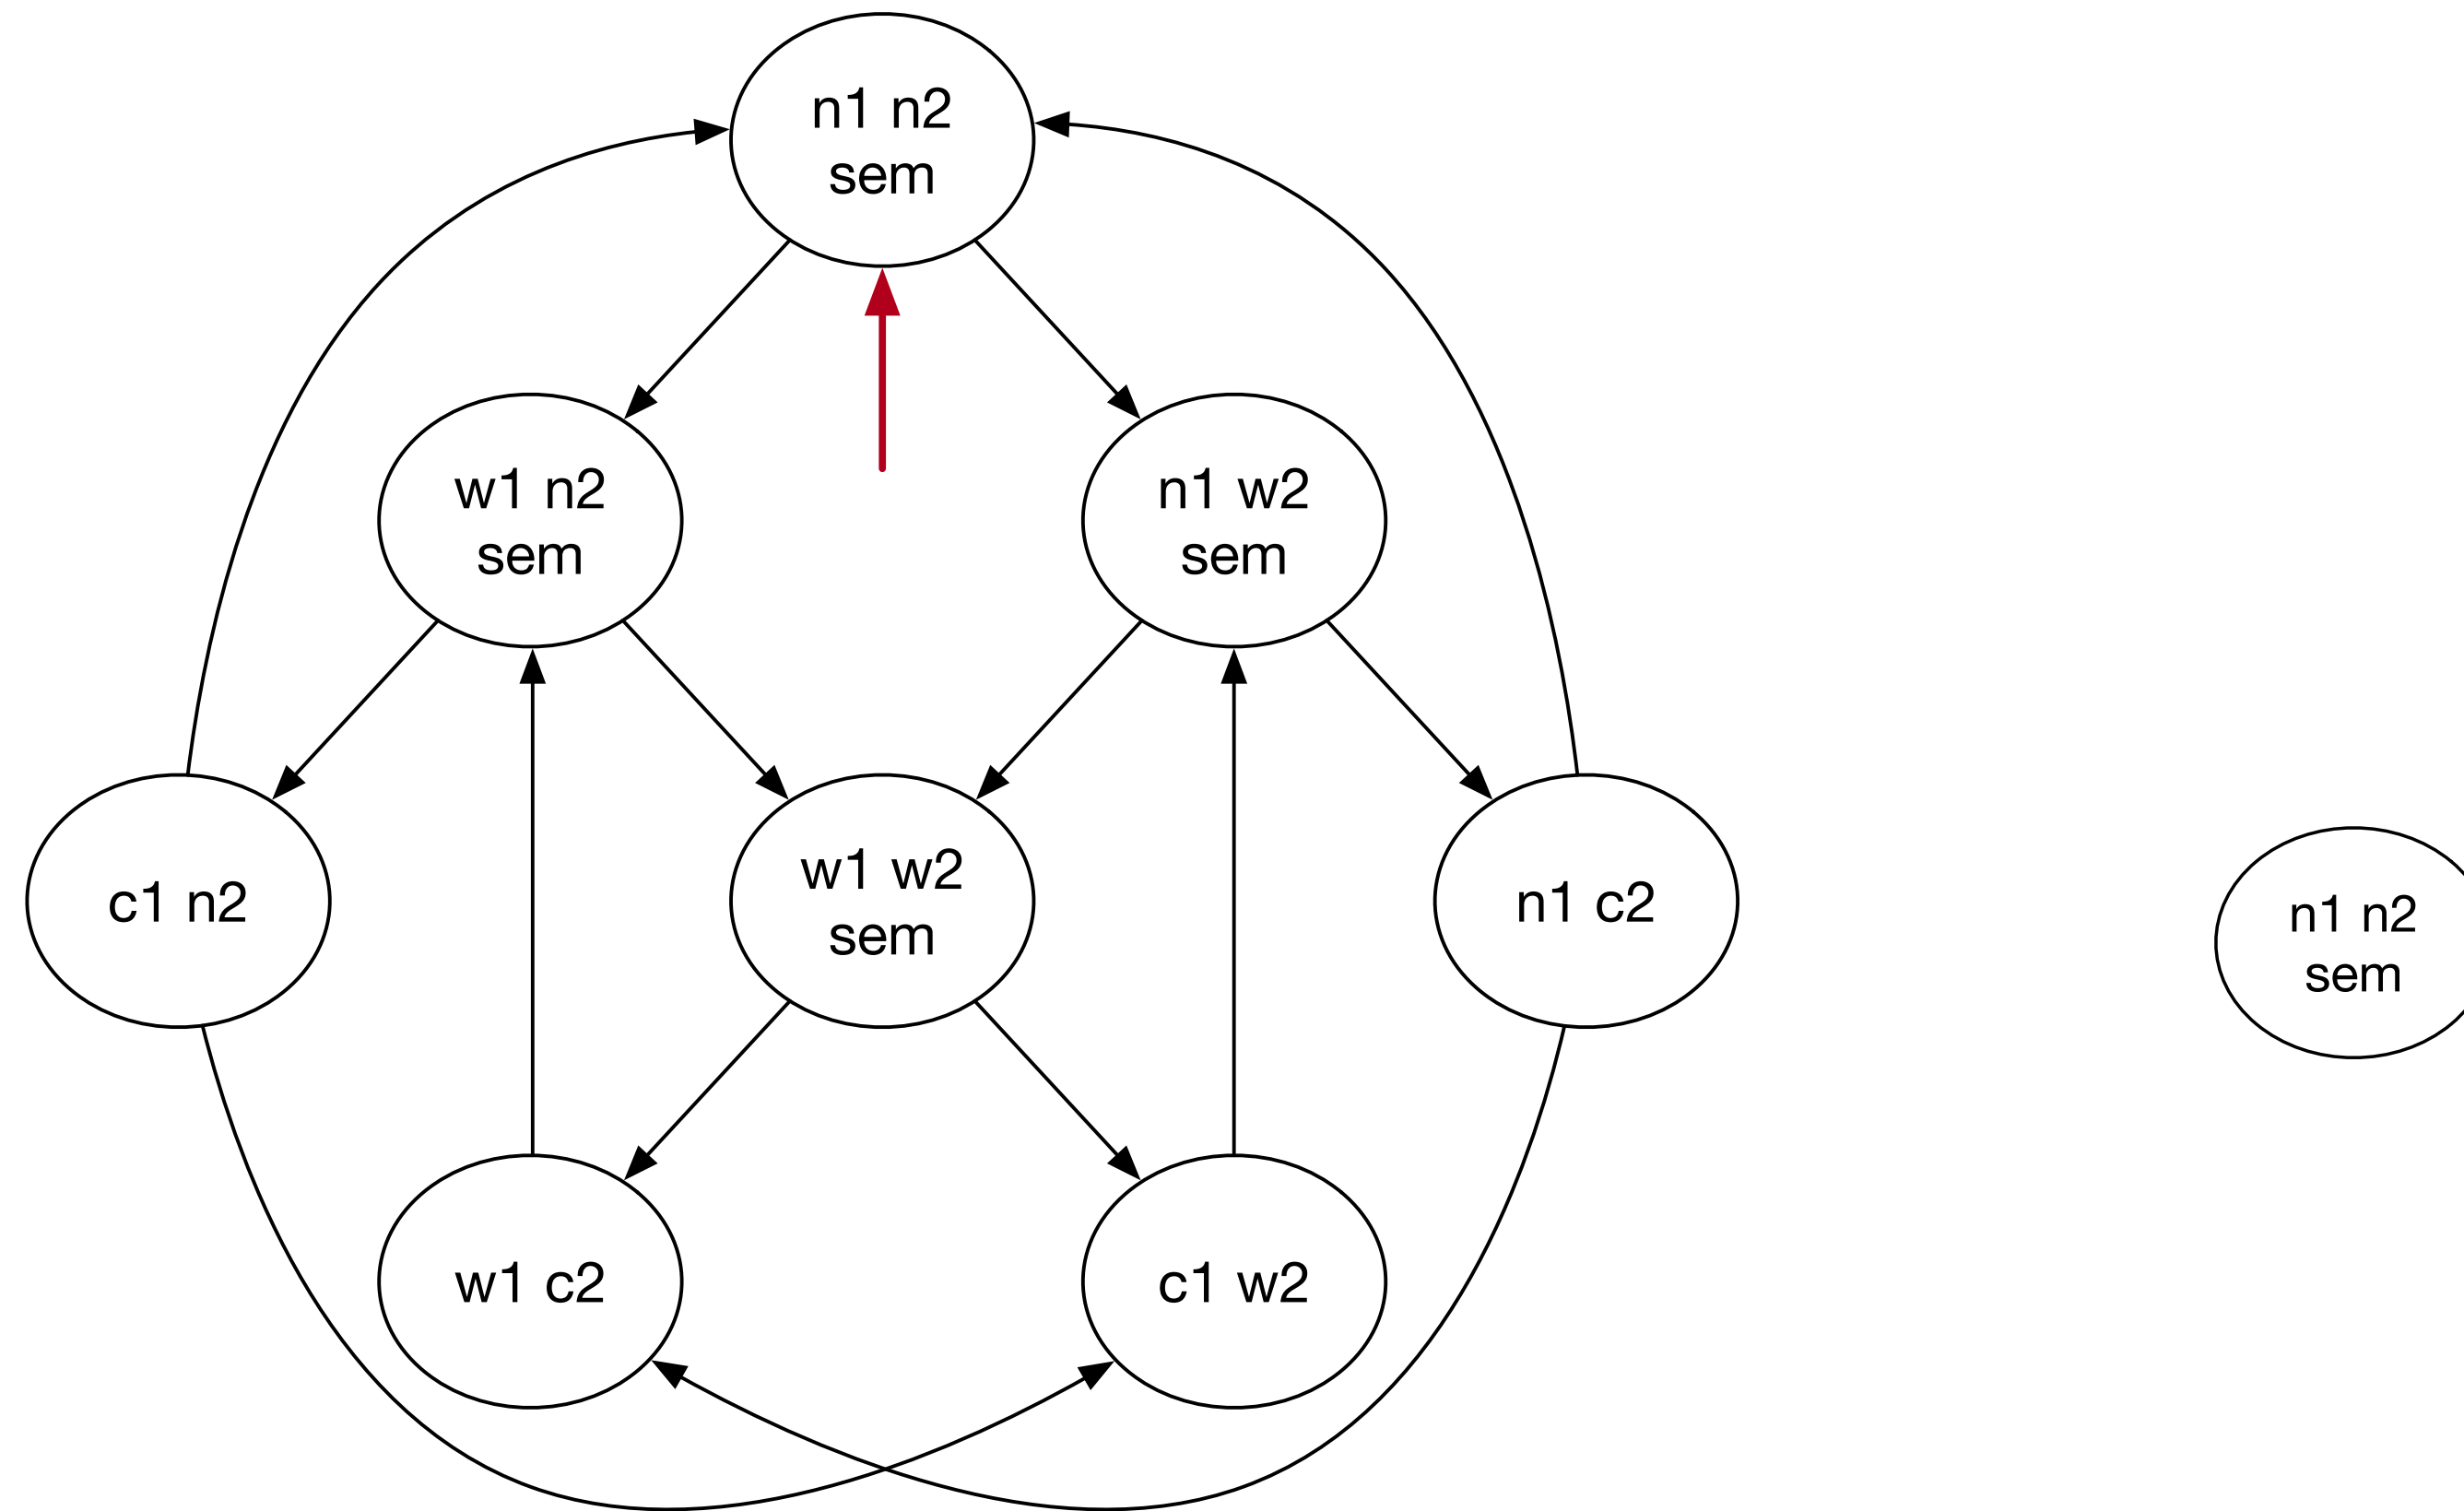 n1 n2
sem
w1 n2
sem
n1 w2
sem
c1 n2
w1 w2
sem
n1 c2
n1 n2
sem
w1 c2
c1 w2